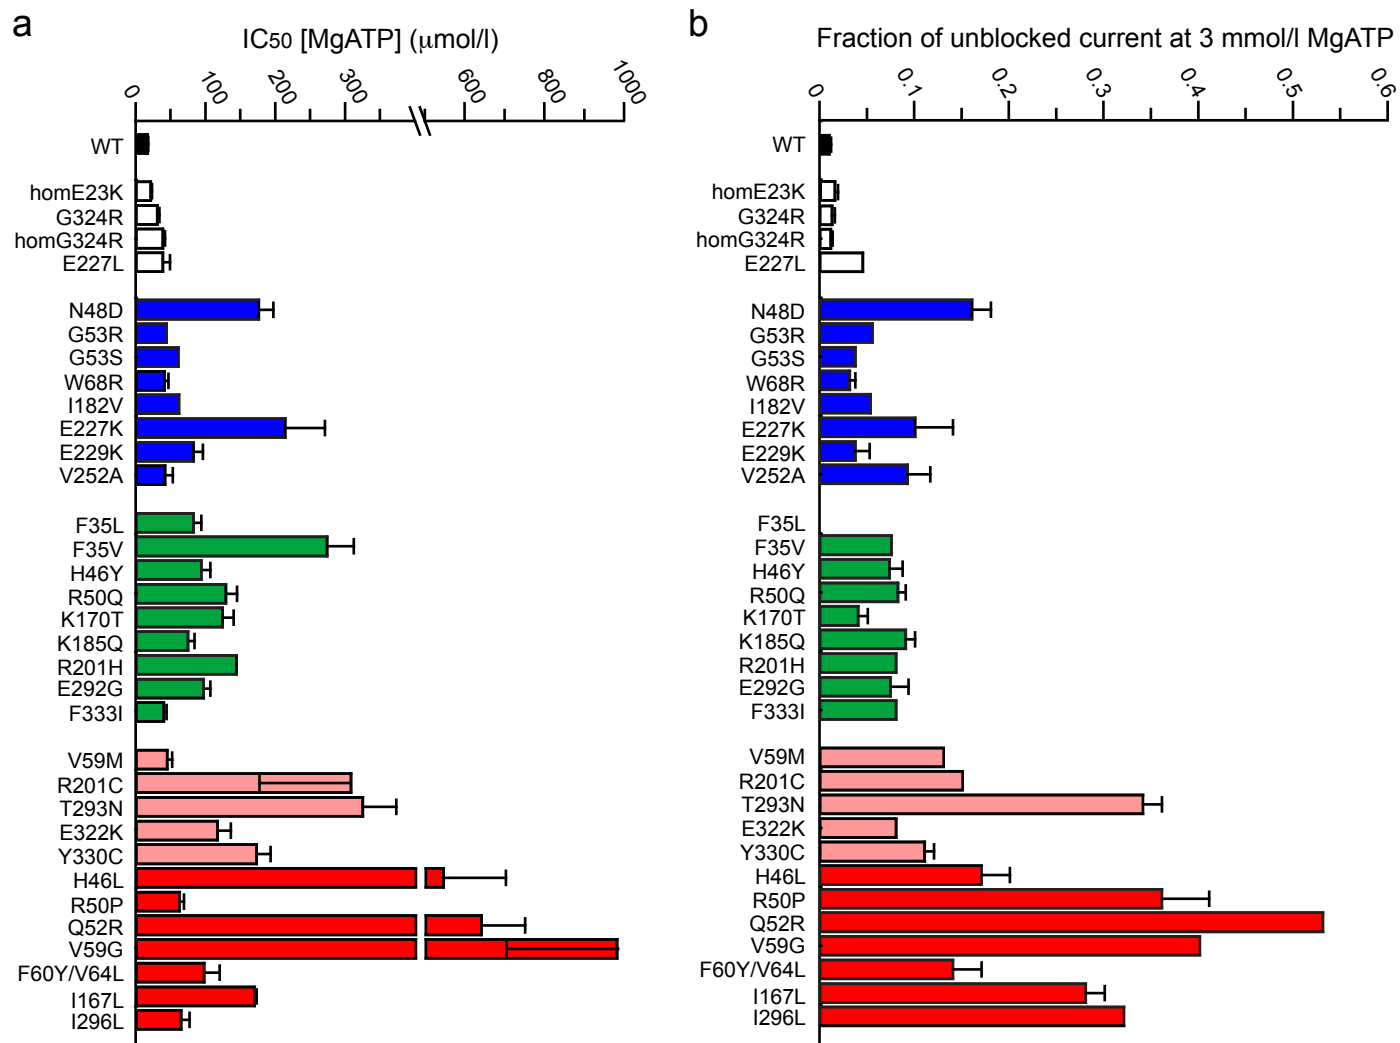 a
IC50 [MgATP] (μmol/l)
0 100 200 300 600 800 1000
WT
homE23K
G324R
homG324R
E227L
N48D
G53R
G53S
W68R
I182V
E227K
E229K
V252A
F35L
F35V
H46Y
R50Q
K170T
K185Q
R201H
E292G
F333I
V59M
R201C
T293N
E322K
Y330C
H46L
R50P
Q52R
V59G
F60Y/V64L
I167L
I296L
b
Fraction of unblocked current at 3 mmol/l MgATP
0 0.1 0.2 0.3 0.4 0.5 0.6
WT
homE23K
G324R
homG324R
E227L
N48D
G53R
G53S
W68R
I182V
E227K
E229K
V252A
F35L
F35V
H46Y
R50Q
K170T
K185Q
R201H
E292G
F333I
V59M
R201C
T293N
E322K
Y330C
H46L
R50P
Q52R
V59G
F60Y/V64L
I167L
I296L